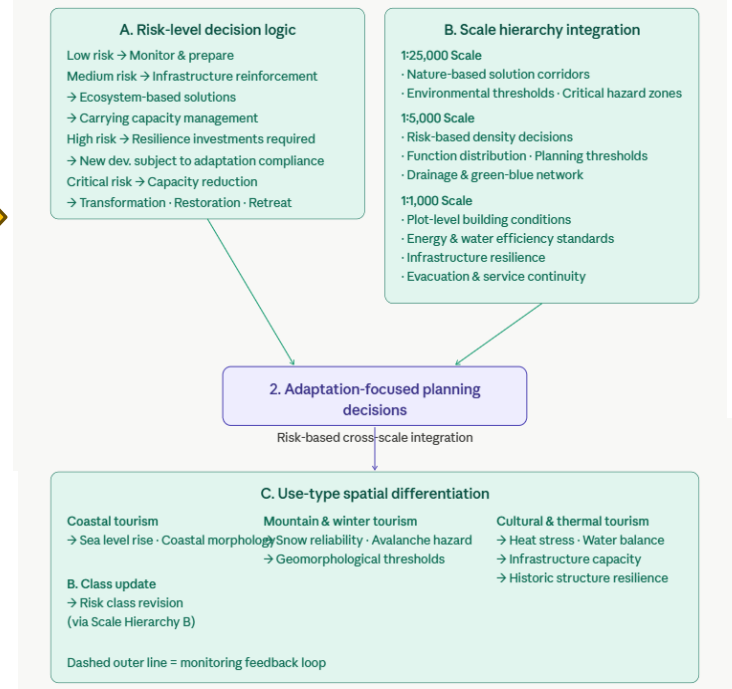 A. Risk-level decision logic
Low risk → Monitor & prepare
Medium risk → Infrastructure reinforcement
→ Ecosystem-based solutions
→ Carrying capacity management
High risk → Resilience investments required
→ New dev. subject to adaptation compliance
Critical risk → Capacity reduction
→ Transformation · Restoration · Retreat
B. Scale hierarchy integration
1:25,000 Scale
· Nature-based solution corridors
· Environmental thresholds · Critical hazard zones
1:5,000 Scale
· Risk-based density decisions
· Function distribution · Planning thresholds
· Drainage & green-blue network
1:1,000 Scale
· Plot-level building conditions
· Energy & water efficiency standards
· Infrastructure resilience
· Evacuation & service continuity
2. Adaptation-focused planning
decisions
Risk-based cross-scale integration
C. Use-type spatial differentiation
Coastal tourism
→ Sea level rise · Coastal morphology
Mountain & winter tourism
→ Snow reliability · Avalanche hazard
→ Geomorphological thresholds
Cultural & thermal tourism
→ Heat stress · Water balance
→ Infrastructure capacity
→ Historic structure resilience
B. Class update
→ Risk class revision
(via Scale Hierarchy B)
Dashed outer line = monitoring feedback loop